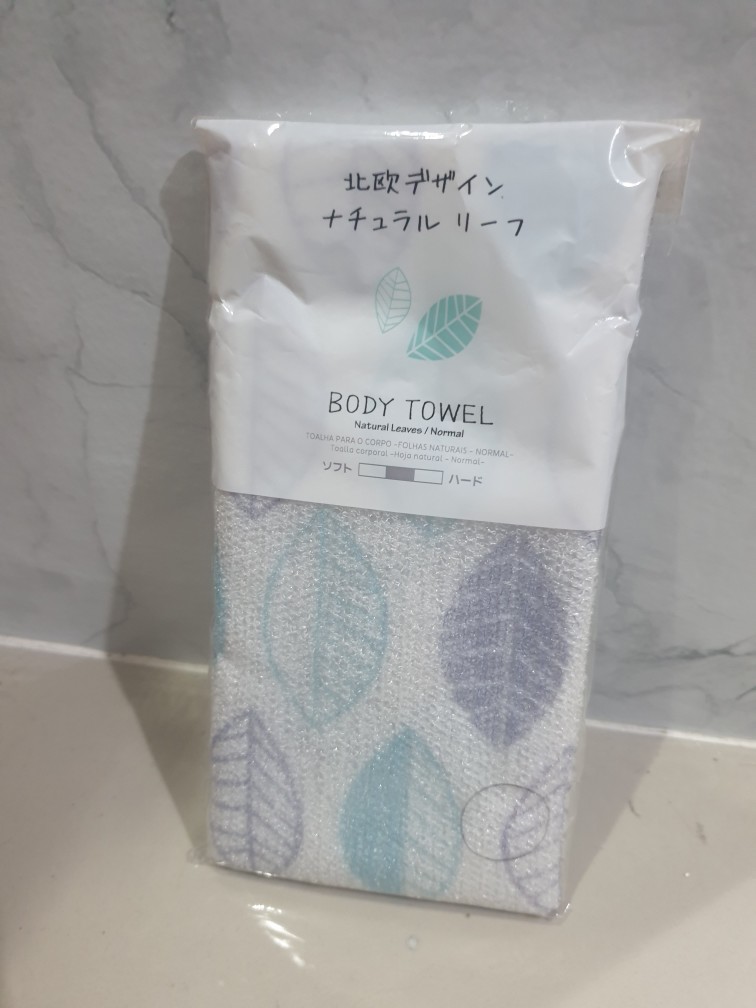 北欧デザイン
ナチュラル リーフ
BODY TOWEL
Natural Leaves / Normal
TOALHA PARA O CORPO -FOLHAS NATURAIS - NORMAL-
Toalla corporal -Hoja natural - Normal-
ソフト ハード